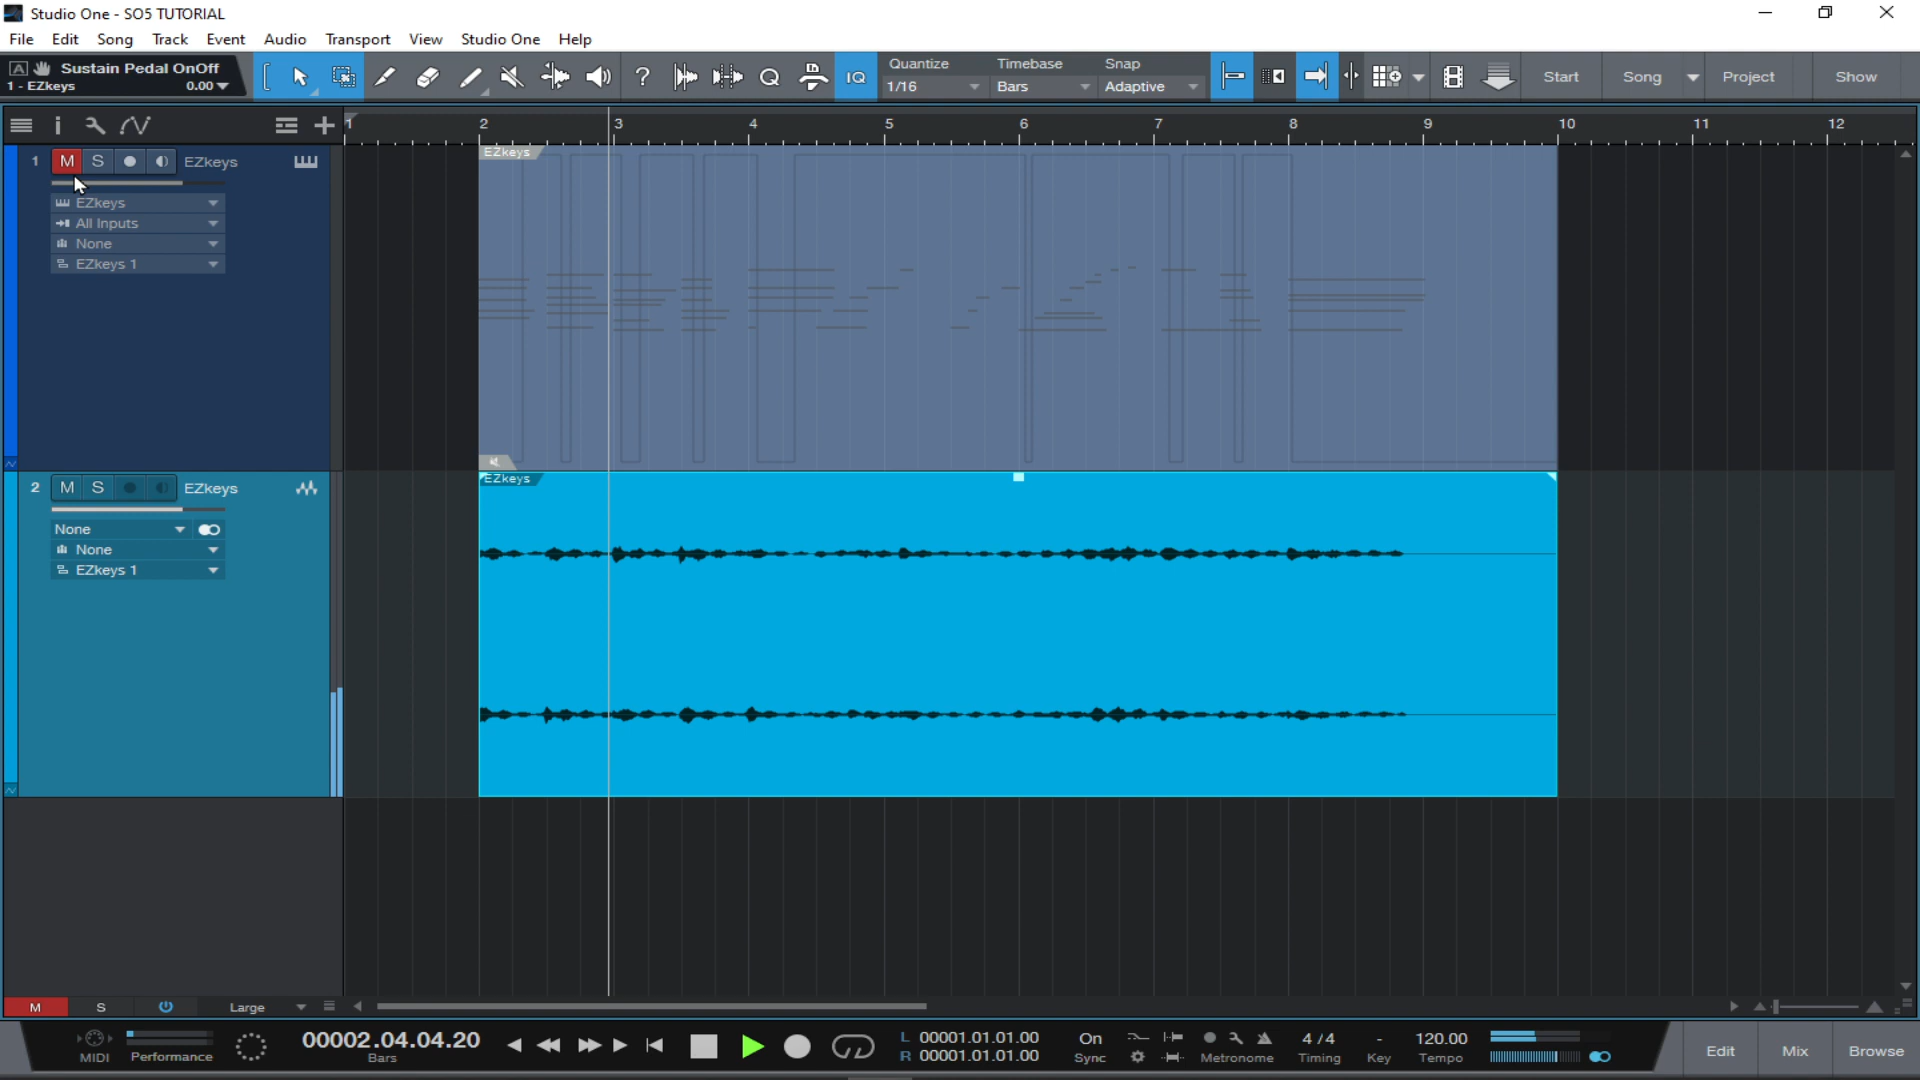 Studio One - SO5 TUTORIAL
File Edit Song Track Event Audio Transport View Studio One Help
A Sustain Pedal OnOff
1 - EZkeys 0.00
Quantize Timebase Snap
1/16 Bars Adaptive
IQ
Start Song Project Show
1 2 3 4 5 6 7 8 9 10 11 12
1 M S EZkeys
EZkeys
All Inputs
None
EZkeys 1
EZkeys
2 M S EZkeys
None
None
EZkeys 1
EZkeys
M S Large
MIDI Performance
00002.04.04.20
Bars
L 00001.01.01.00
R 00001.01.01.00
On
Sync
Metronome
4/4
Timing
-
Key
120.00
Tempo
Edit Mix Browse